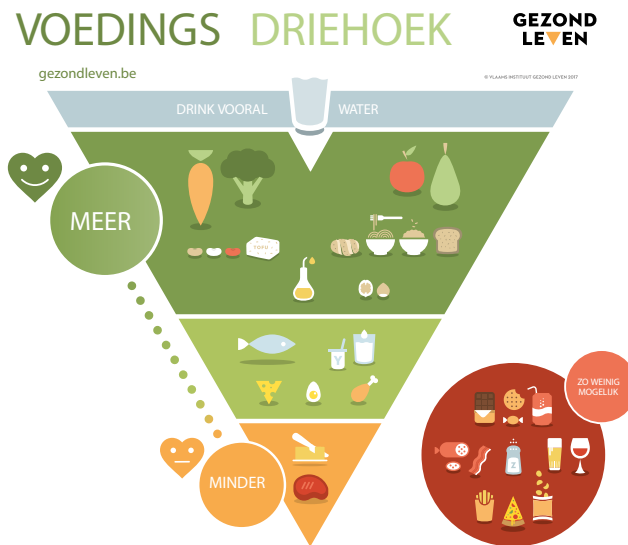 VOEDINGS DRIEHOEK
GEZOND
LEVEN
gezondleven.be
© VLAAMS INSTITUUT GEZOND LEVEN 2017
DRINK VOORAL WATER
MEER
TOFU
Y
ZO WEINIG
MOGELIJK
MINDER
Z